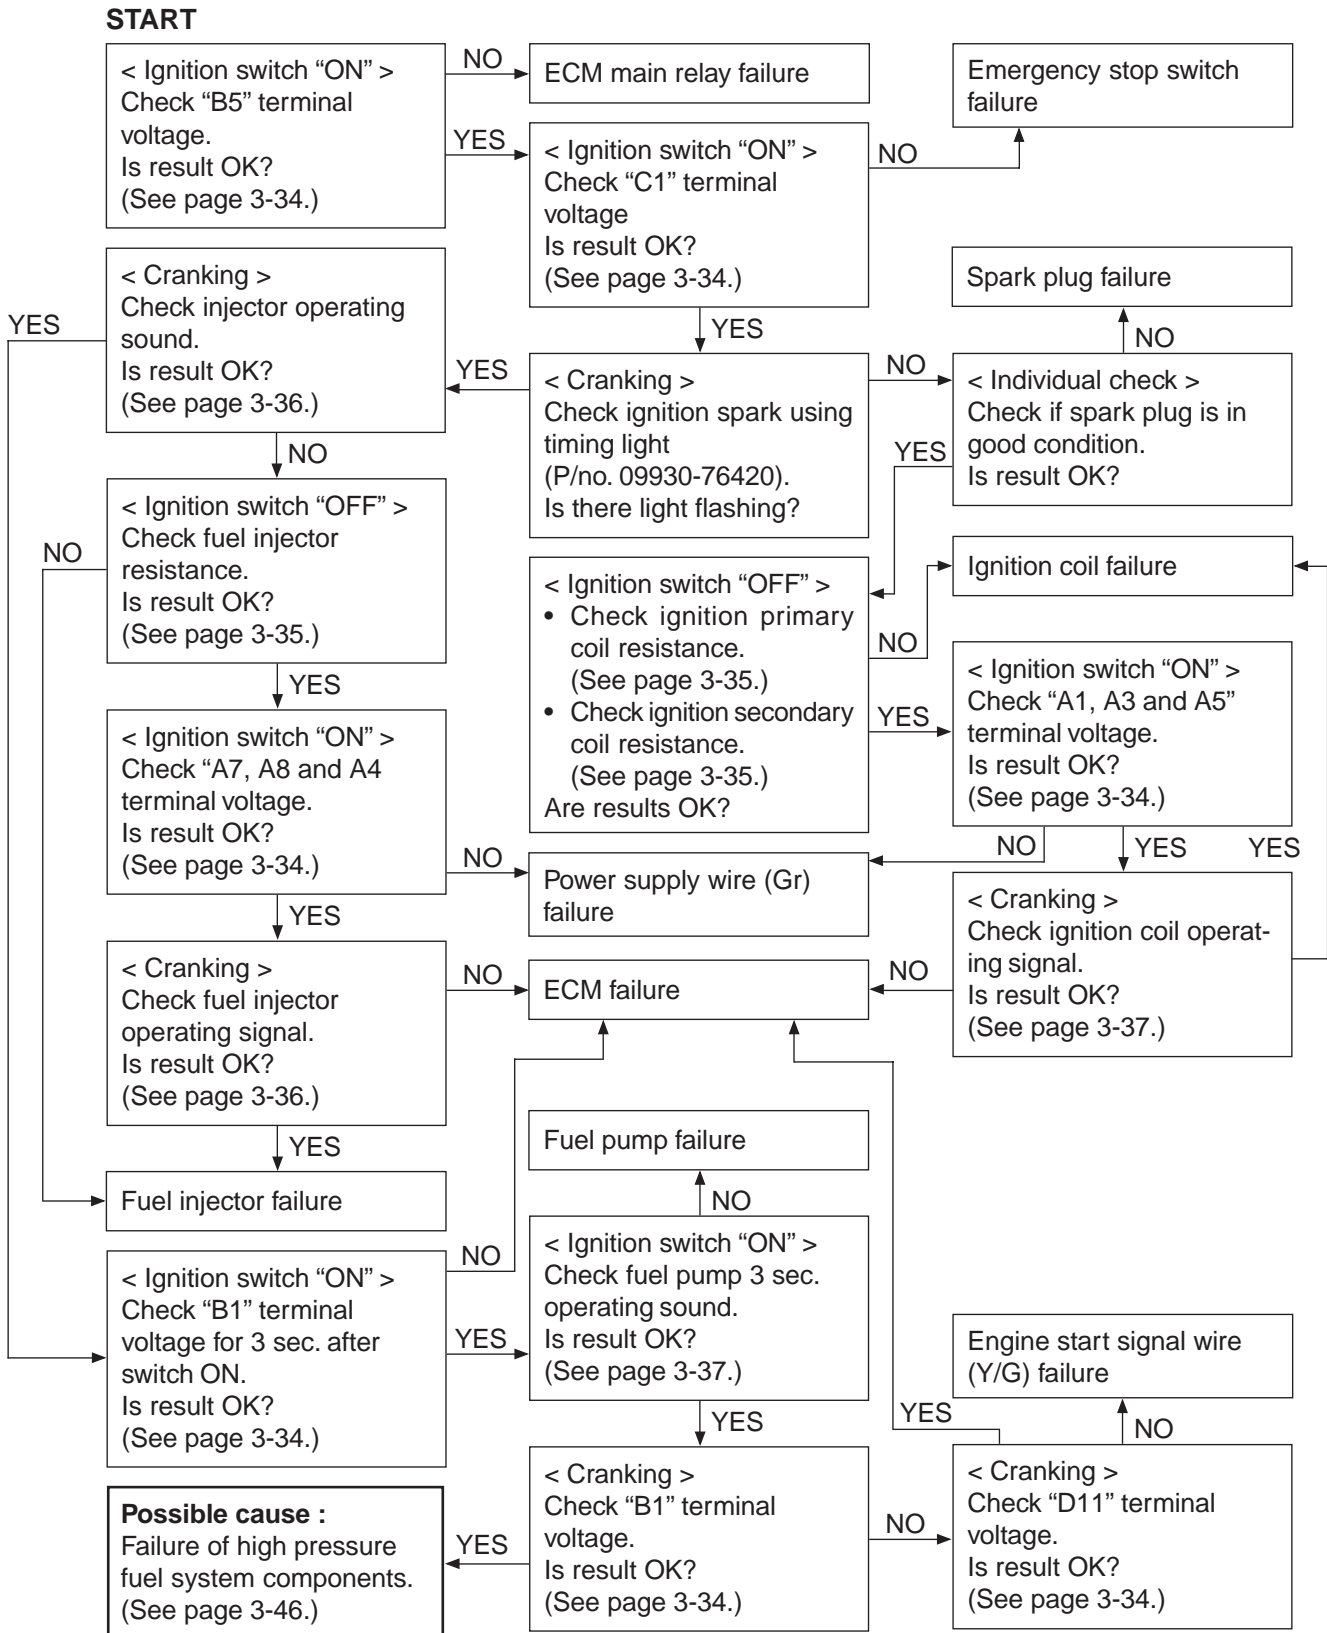 START
< Ignition switch “ON” >
Check “B5” terminal
voltage.
Is result OK?
(See page 3-34.)
NO
ECM main relay failure
YES
< Ignition switch “ON” >
Check “C1” terminal
voltage
Is result OK?
(See page 3-34.)
NO
Emergency stop switch
failure
YES
< Cranking >
Check ignition spark using
timing light
(P/no. 09930-76420).
Is there light flashing?
NO
< Individual check >
Check if spark plug is in
good condition.
Is result OK?
NO
Spark plug failure
YES
< Ignition switch “OFF” >
• Check ignition primary
coil resistance.
(See page 3-35.)
• Check ignition secondary
coil resistance.
(See page 3-35.)
Are results OK?
NO
Ignition coil failure
YES
< Ignition switch “ON” >
Check “A1, A3 and A5”
terminal voltage.
Is result OK?
(See page 3-34.)
NO
YES
YES
< Cranking >
Check ignition coil operat-
ing signal.
Is result OK?
(See page 3-37.)
NO
YES
< Cranking >
Check injector operating
sound.
Is result OK?
(See page 3-36.)
YES
NO
< Ignition switch “OFF” >
Check fuel injector
resistance.
Is result OK?
(See page 3-35.)
NO
YES
< Ignition switch “ON” >
Check “A7, A8 and A4
terminal voltage.
Is result OK?
(See page 3-34.)
NO
Power supply wire (Gr)
failure
YES
< Cranking >
Check fuel injector
operating signal.
Is result OK?
(See page 3-36.)
NO
ECM failure
YES
Fuel injector failure
< Ignition switch “ON” >
Check “B1” terminal
voltage for 3 sec. after
switch ON.
Is result OK?
(See page 3-34.)
NO
YES
Fuel pump failure
NO
< Ignition switch “ON” >
Check fuel pump 3 sec.
operating sound.
Is result OK?
(See page 3-37.)
YES
< Cranking >
Check “B1” terminal
voltage.
Is result OK?
(See page 3-34.)
YES
Possible cause :
Failure of high pressure
fuel system components.
(See page 3-46.)
NO
Engine start signal wire
(Y/G) failure
YES
NO
< Cranking >
Check “D11” terminal
voltage.
Is result OK?
(See page 3-34.)